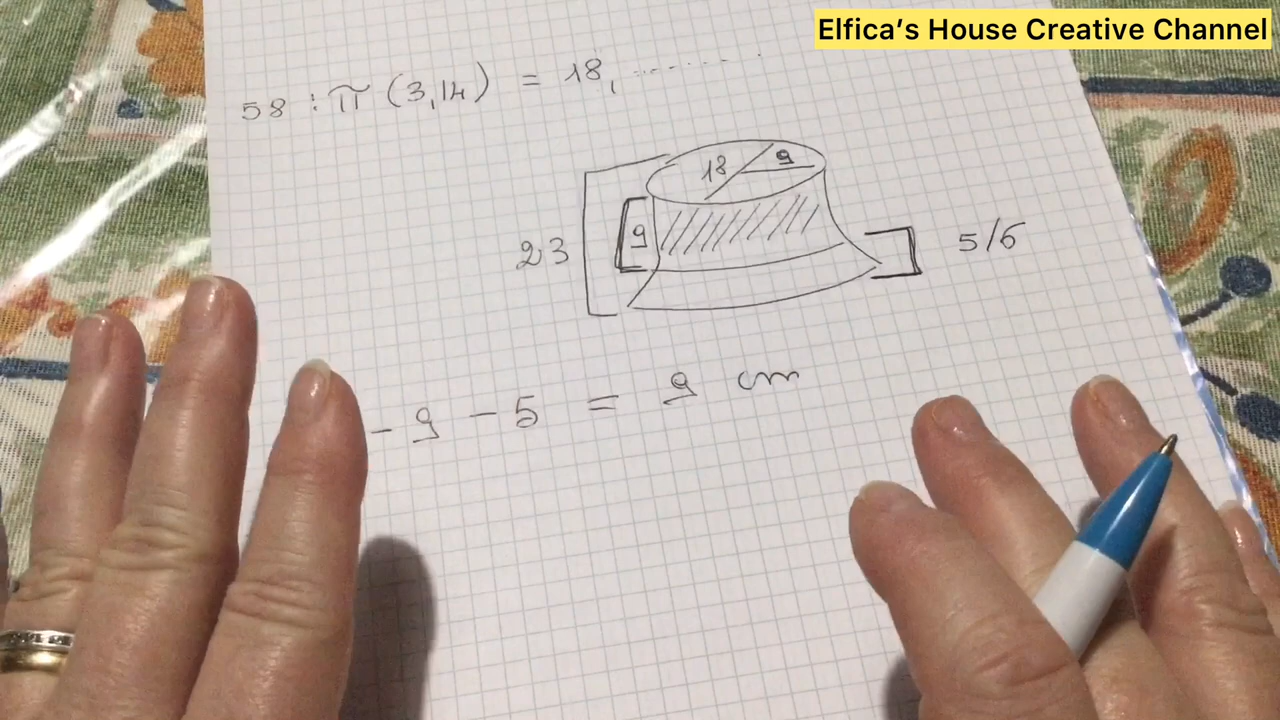 Elfica's House Creative Channel
58 : π (3,14) = 18, ..........
18 9
23 9 5/6
- 9 - 5 = 9 cm